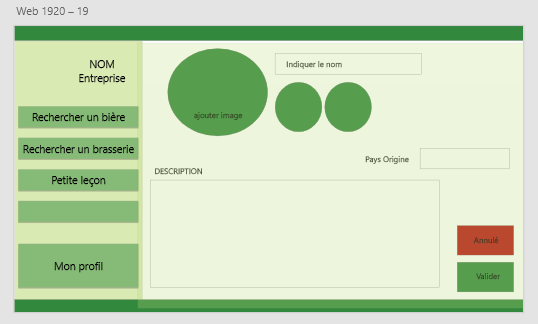 Web 1920 – 19
NOM
Entreprise
Rechercher un bière
Rechercher un brasserie
Petite leçon
Mon profil
ajouter image
Indiquer le nom
Pays Origine
DESCRIPTION
Annulé
Valider